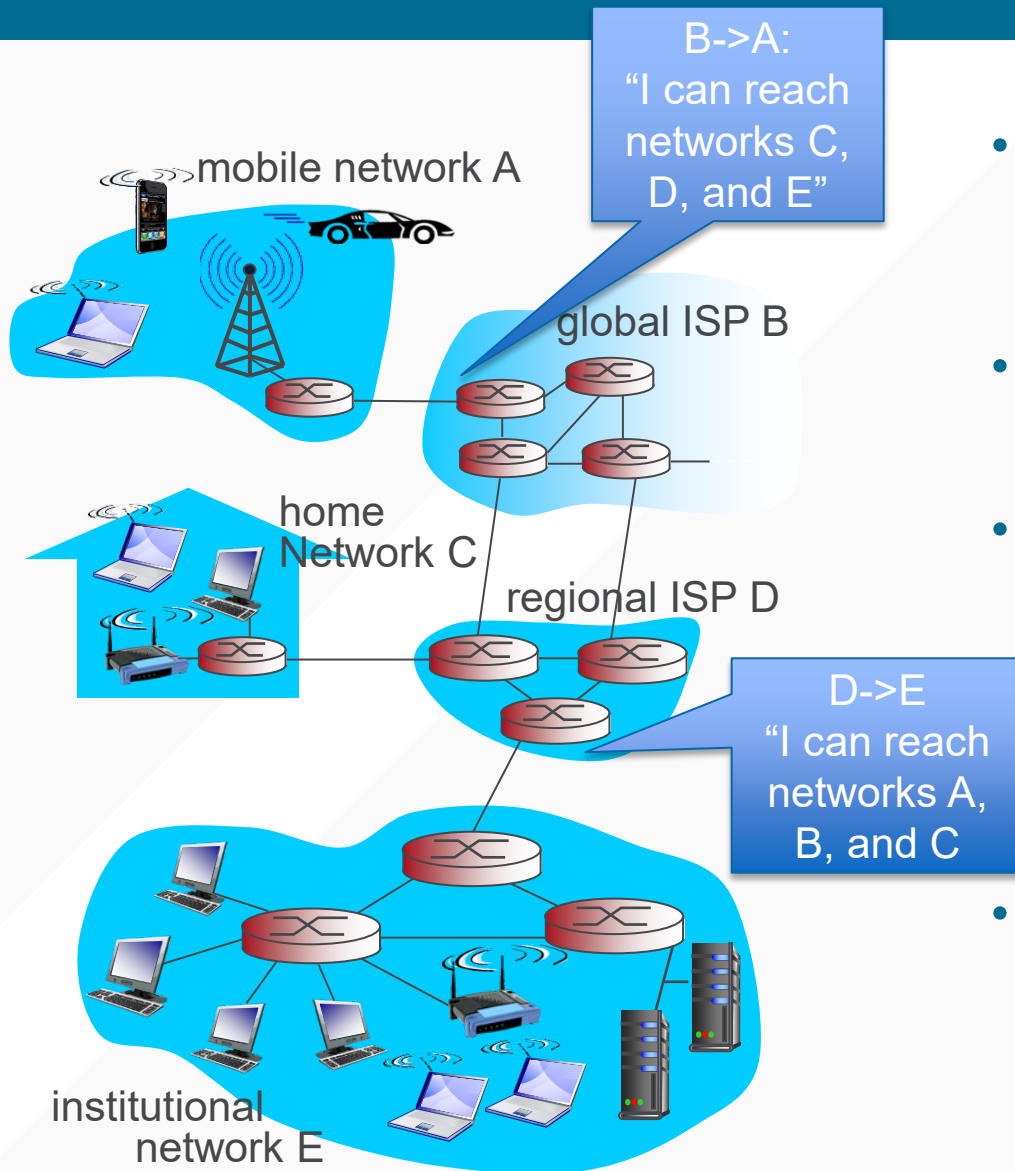 B->A:
“I can reach
networks C,
D, and E”
mobile network A
global ISP B
home
Network C
regional ISP D
D->E
“I can reach
networks A,
B, and C
institutional
network E